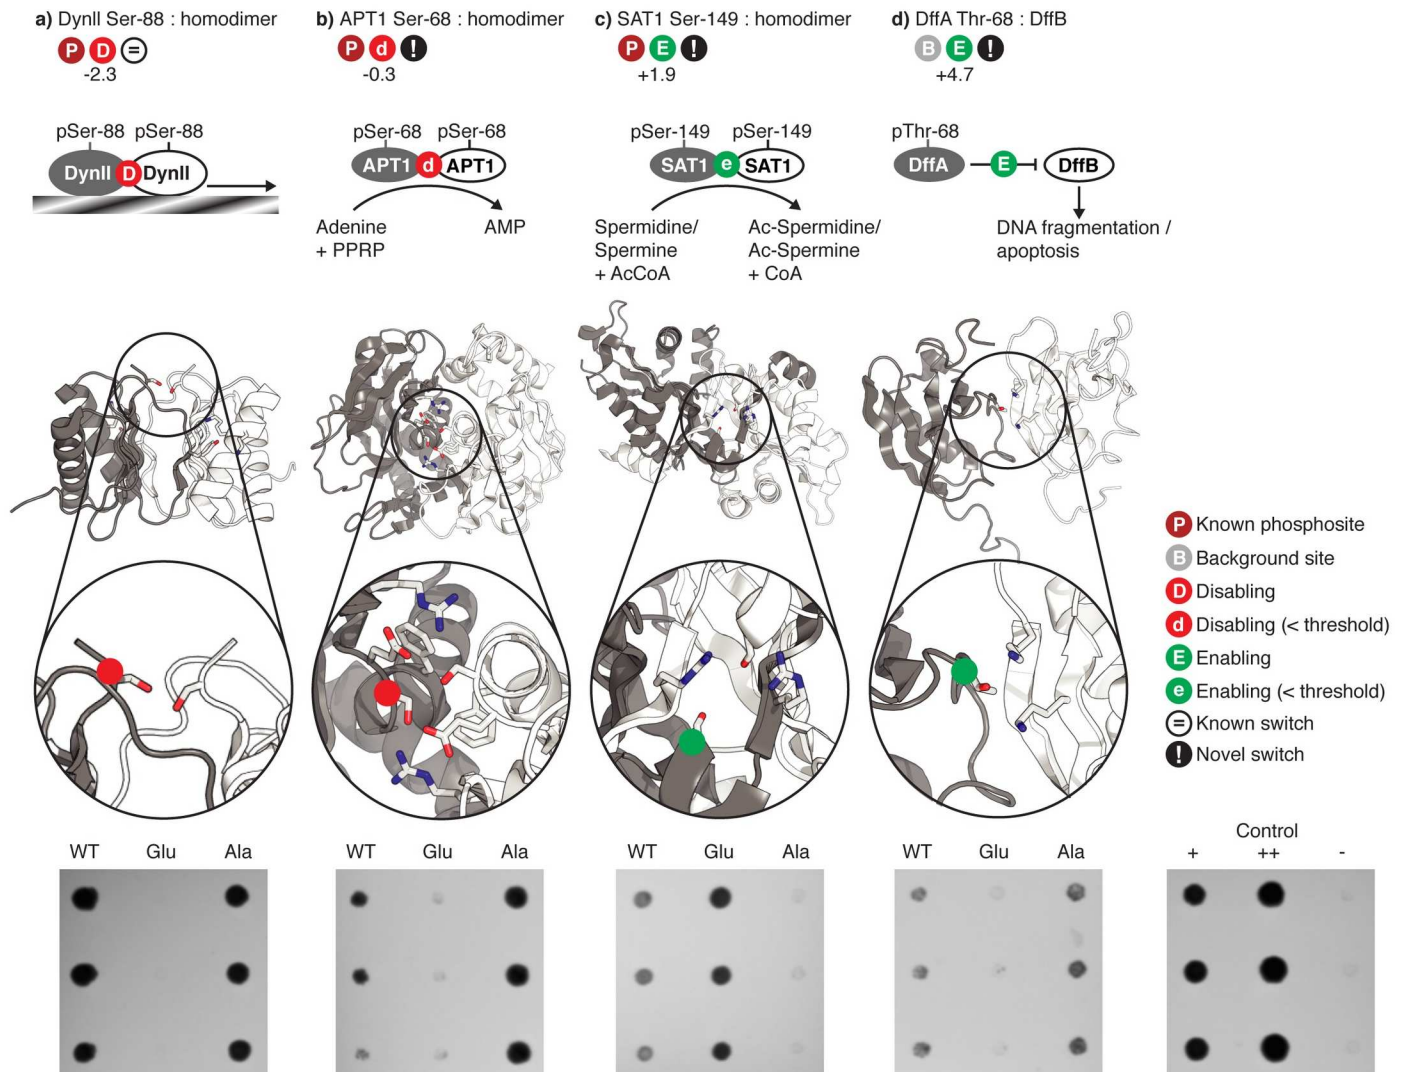 a) DynII Ser-88 : homodimer
P D =
-2.3
pSer-88 pSer-88
DynII D DynII
b) APT1 Ser-68 : homodimer
P d !
-0.3
pSer-68 pSer-68
APT1 d APT1
Adenine
+ PPRP
AMP
c) SAT1 Ser-149 : homodimer
P E !
+1.9
pSer-149 pSer-149
SAT1 e SAT1
Spermidine/
Spermine
+ AcCoA
Ac-Spermidine/
Ac-Spermine
+ CoA
d) DffA Thr-68 : DffB
B E !
+4.7
pThr-68
DffA E DffB
DNA fragmentation /
apoptosis
P Known phosphosite
B Background site
D Disabling
d Disabling (< threshold)
E Enabling
e Enabling (< threshold)
= Known switch
! Novel switch
WT Glu Ala
WT Glu Ala
WT Glu Ala
WT Glu Ala
Control
+ ++ -